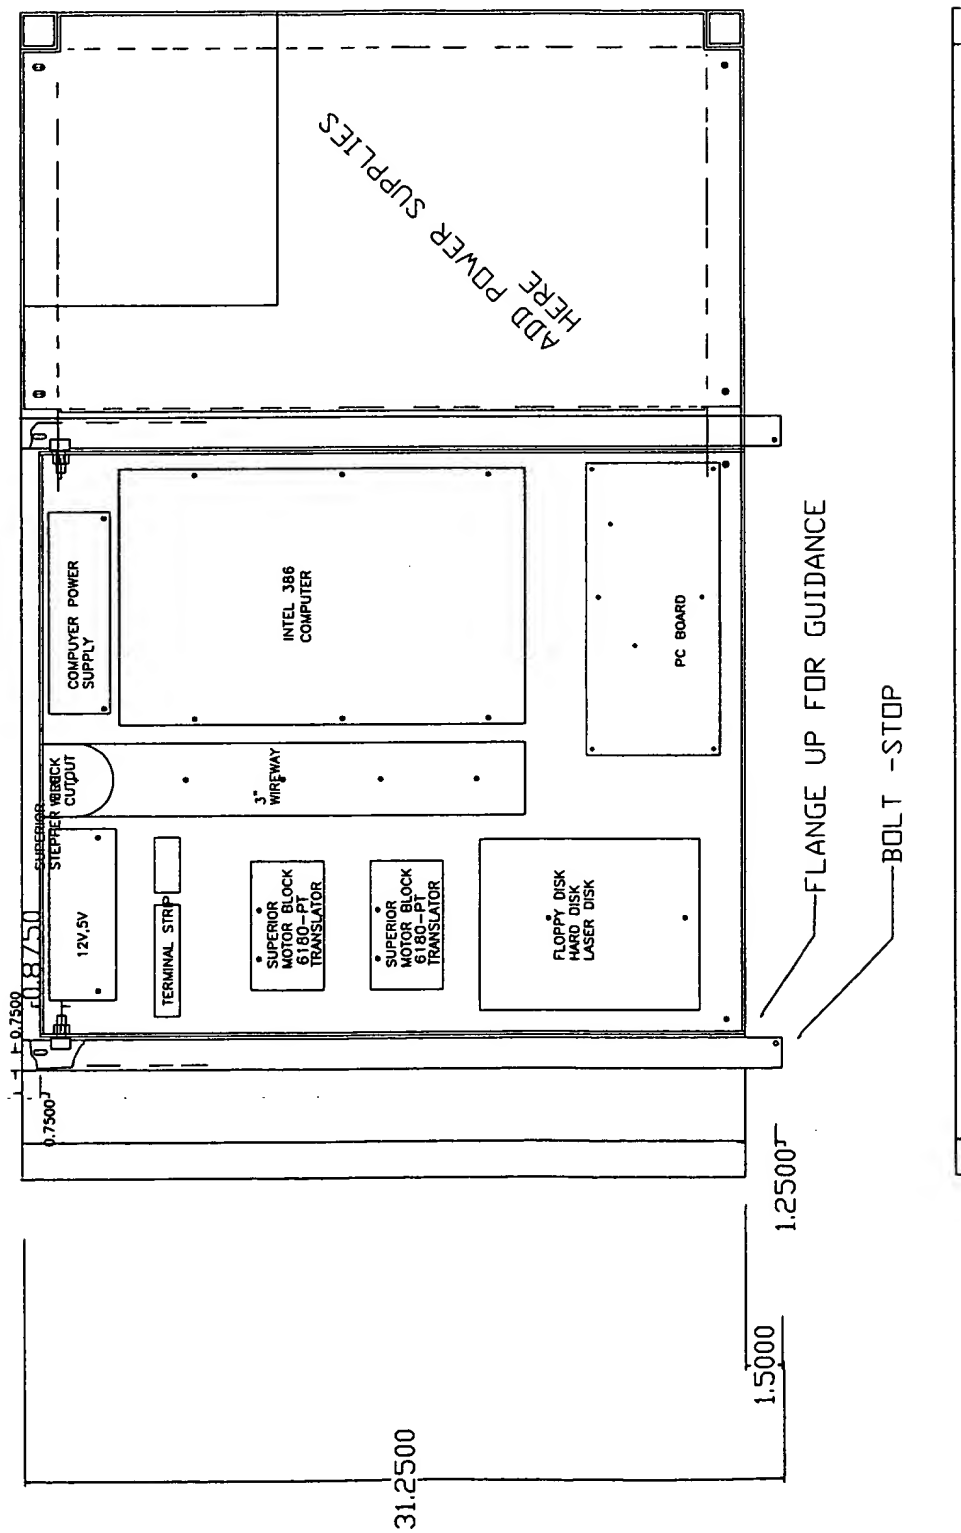 ADD POWER SUPPLIES
HERE
COMPUYER POWER
SUPPLY
INTEL 386
COMPUTER
PC BOARD
CUTOUT
3"
WIREWAY
SUPERIOR
12V,5V
TERMINAL STRIP
SUPERIOR
MOTOR BLOCK
6180-PT
TRANSLATOR
SUPERIOR
MOTOR BLOCK
6180-PT
TRANSLATOR
FLOPPY DISK
HARD DISK
LASER DISK
0.8750
0.7500
0.7500
FLANGE UP FOR GUIDANCE
BOLT -STOP
1.2500
1.5000
31.2500